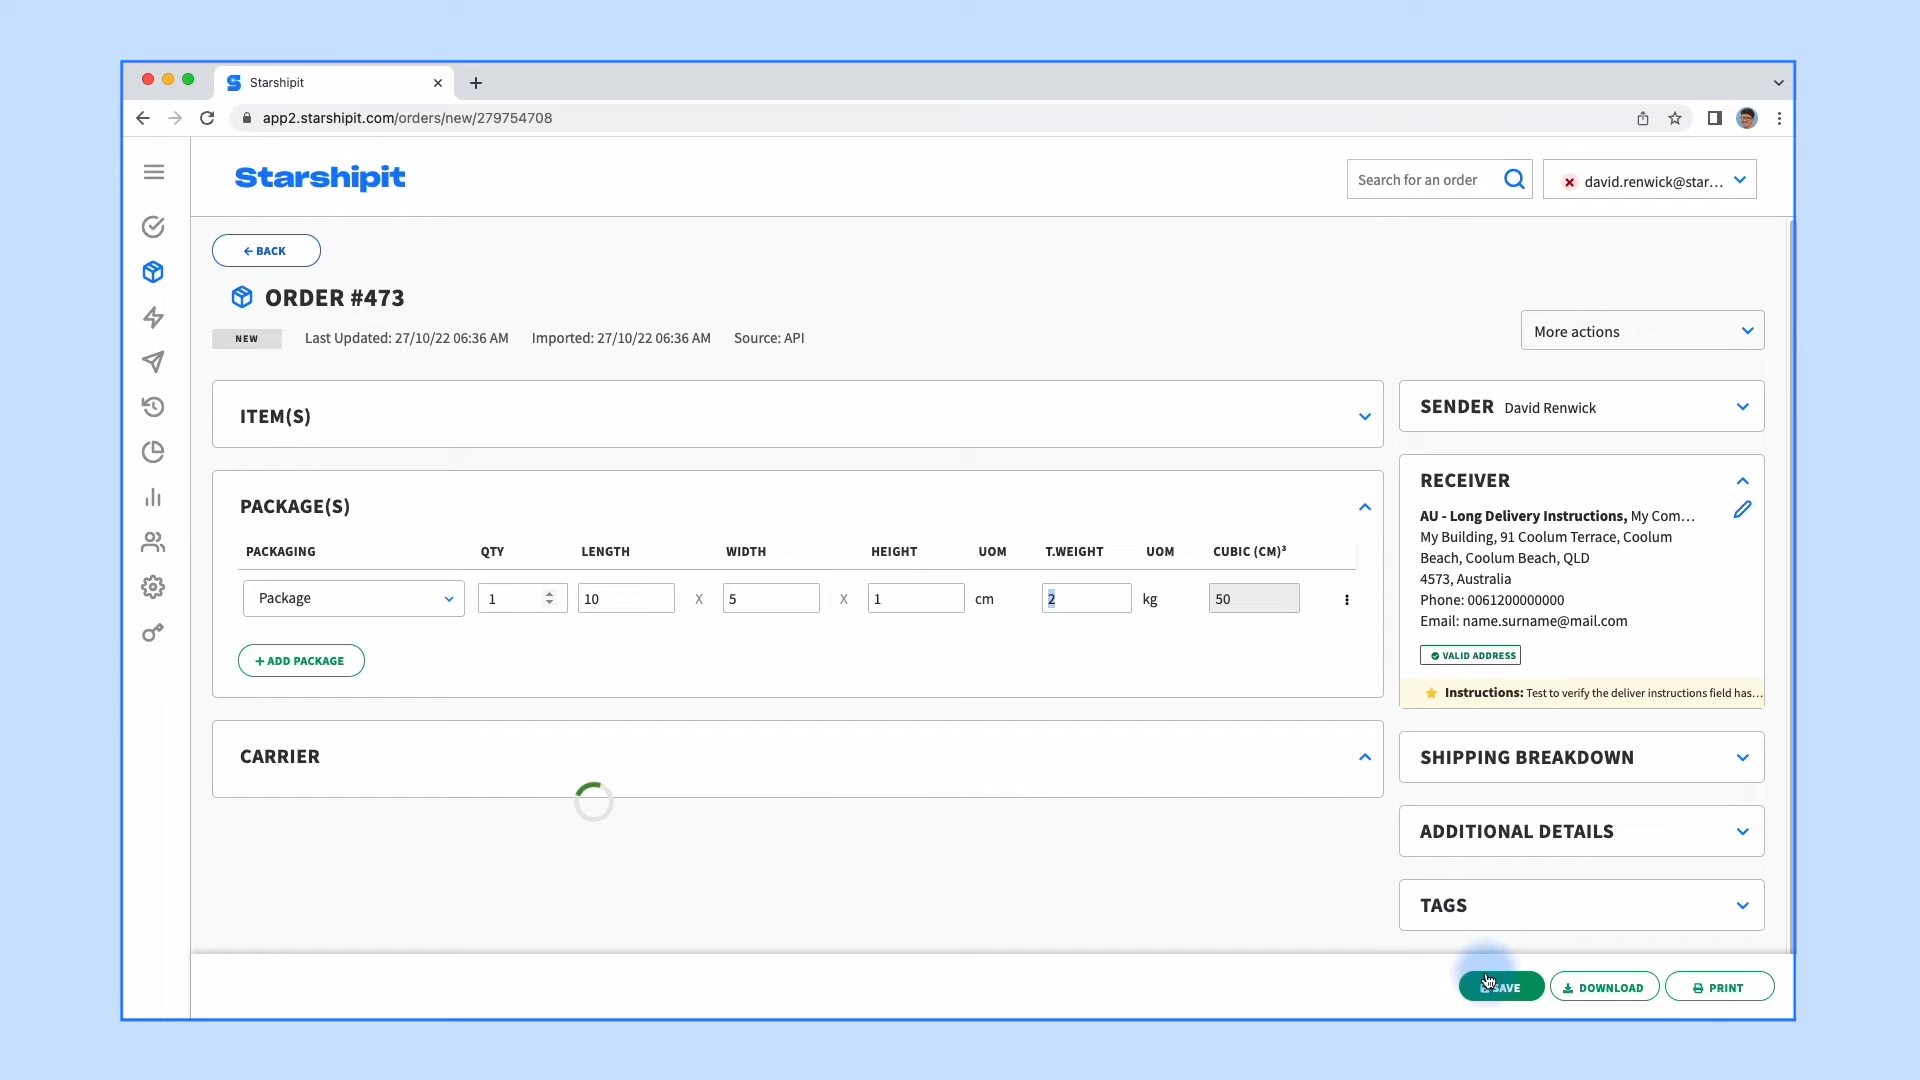 Starshipit
app2.starshipit.com/orders/new/279754708
Starshipit
Search for an order
david.renwick@star...
BACK
ORDER #473
NEW
Last Updated: 27/10/22 06:36 AM
Imported: 27/10/22 06:36 AM
Source: API
More actions
ITEM(S)
PACKAGE(S)
PACKAGING QTY LENGTH WIDTH HEIGHT UOM T.WEIGHT UOM CUBIC (CM)³
Package 1 10 X 5 X 1 cm 2 kg 50
+ ADD PACKAGE
CARRIER
SENDER David Renwick
RECEIVER
AU - Long Delivery Instructions, My Com...
My Building, 91 Coolum Terrace, Coolum
Beach, Coolum Beach, QLD
4573, Australia
Phone: 0061200000000
Email: name.surname@mail.com
VALID ADDRESS
Instructions: Test to verify the deliver instructions field has...
SHIPPING BREAKDOWN
ADDITIONAL DETAILS
TAGS
SAVE
DOWNLOAD
PRINT